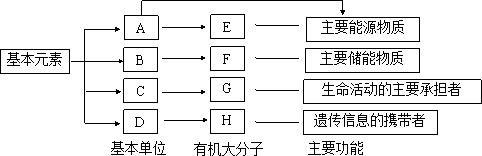 A E 主要能源物质
基本元素 B F 主要储能物质
C G 生命活动的主要承担者
D H 遗传信息的携带者
基本单位 有机大分子 主要功能